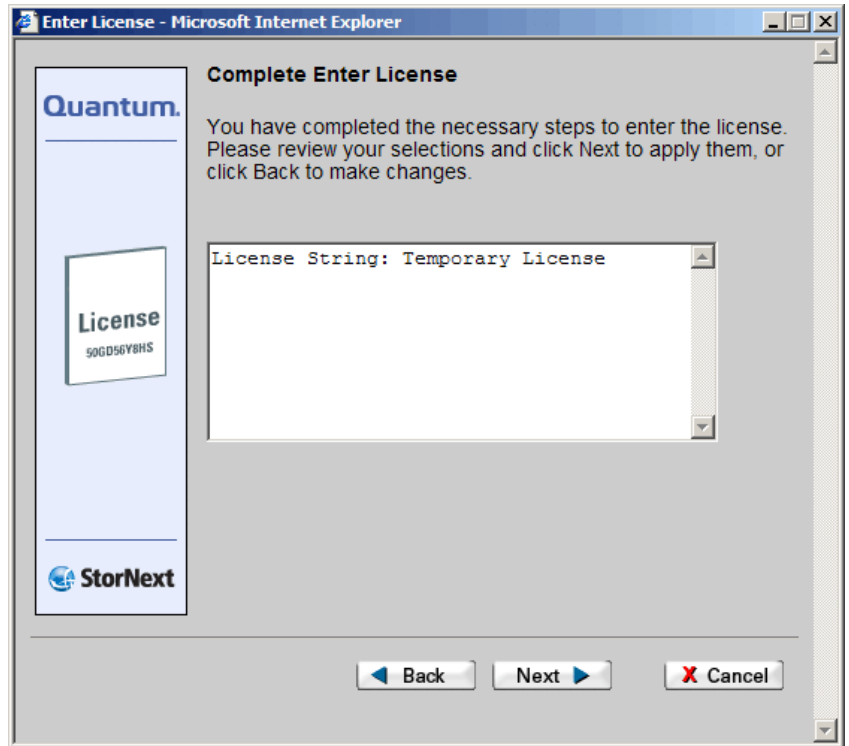 Enter License - Microsoft Internet Explorer
Quantum.
Complete Enter License
You have completed the necessary steps to enter the license.
Please review your selections and click Next to apply them, or
click Back to make changes.
License String: Temporary License
License
50GD56Y8HS
StorNext
Back
Next
X Cancel